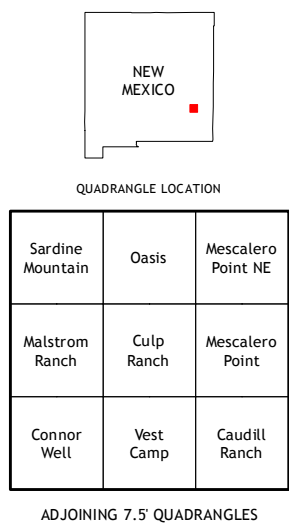 NEW
MEXICO
QUADRANGLE LOCATION
Sardine
Mountain
Oasis
Mescalero
Point NE
Malstrom
Ranch
Culp
Ranch
Mescalero
Point
Connor
Well
Vest
Camp
Caudill
Ranch
ADJOINING 7.5' QUADRANGLES